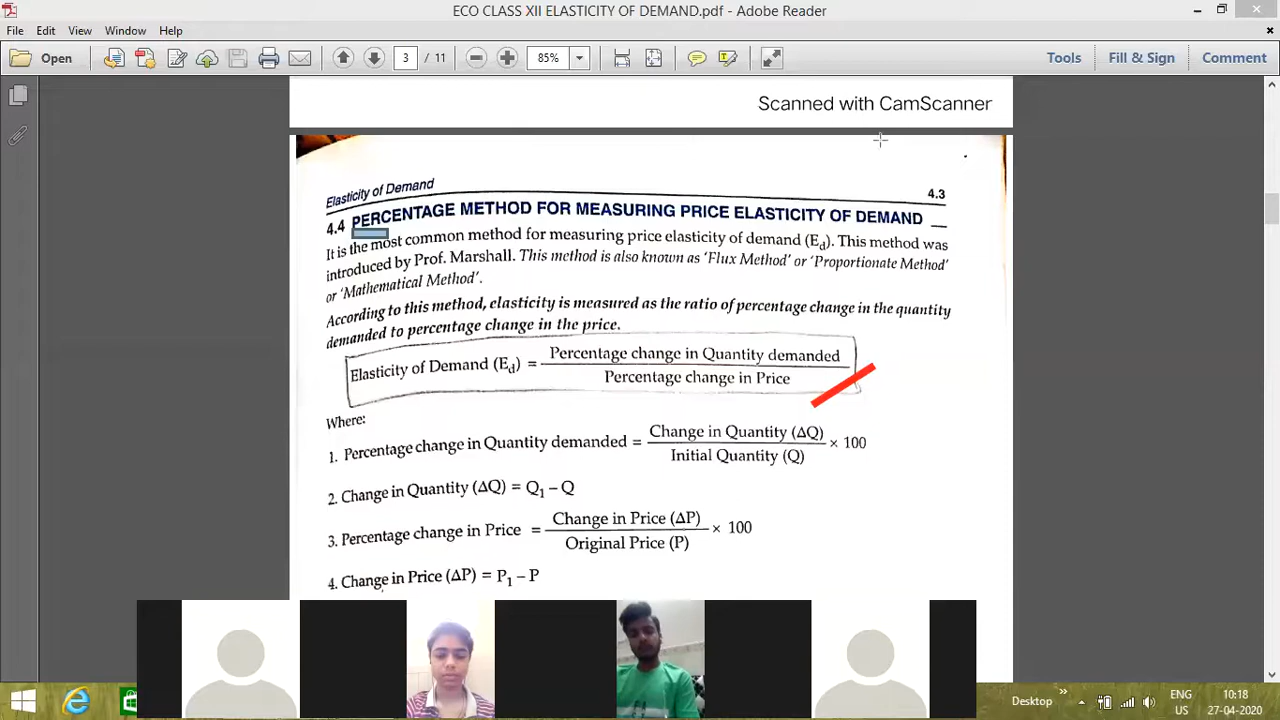 ECO CLASS XII ELASTICITY OF DEMAND.pdf - Adobe Reader
File Edit View Window Help
Open 3 / 11 85% Tools Fill & Sign Comment
Scanned with CamScanner
Elasticity of Demand 4.3
4.4 PERCENTAGE METHOD FOR MEASURING PRICE ELASTICITY OF DEMAND
It is the most common method for measuring price elasticity of demand (Ed). This method was
introduced by Prof. Marshall. This method is also known as 'Flux Method' or 'Proportionate Method'
or 'Mathematical Method'.
According to this method, elasticity is measured as the ratio of percentage change in the quantity
demanded to percentage change in the price.
Elasticity of Demand (Ed) = Percentage change in Quantity demanded
Percentage change in Price
Where:
1. Percentage change in Quantity demanded = Change in Quantity (ΔQ) × 100
Initial Quantity (Q)
2. Change in Quantity (ΔQ) = Q1 – Q
3. Percentage change in Price = Change in Price (ΔP) × 100
Original Price (P)
4. Change in Price (ΔP) = P1 – P
Desktop ENG 10:18
US 27-04-2020